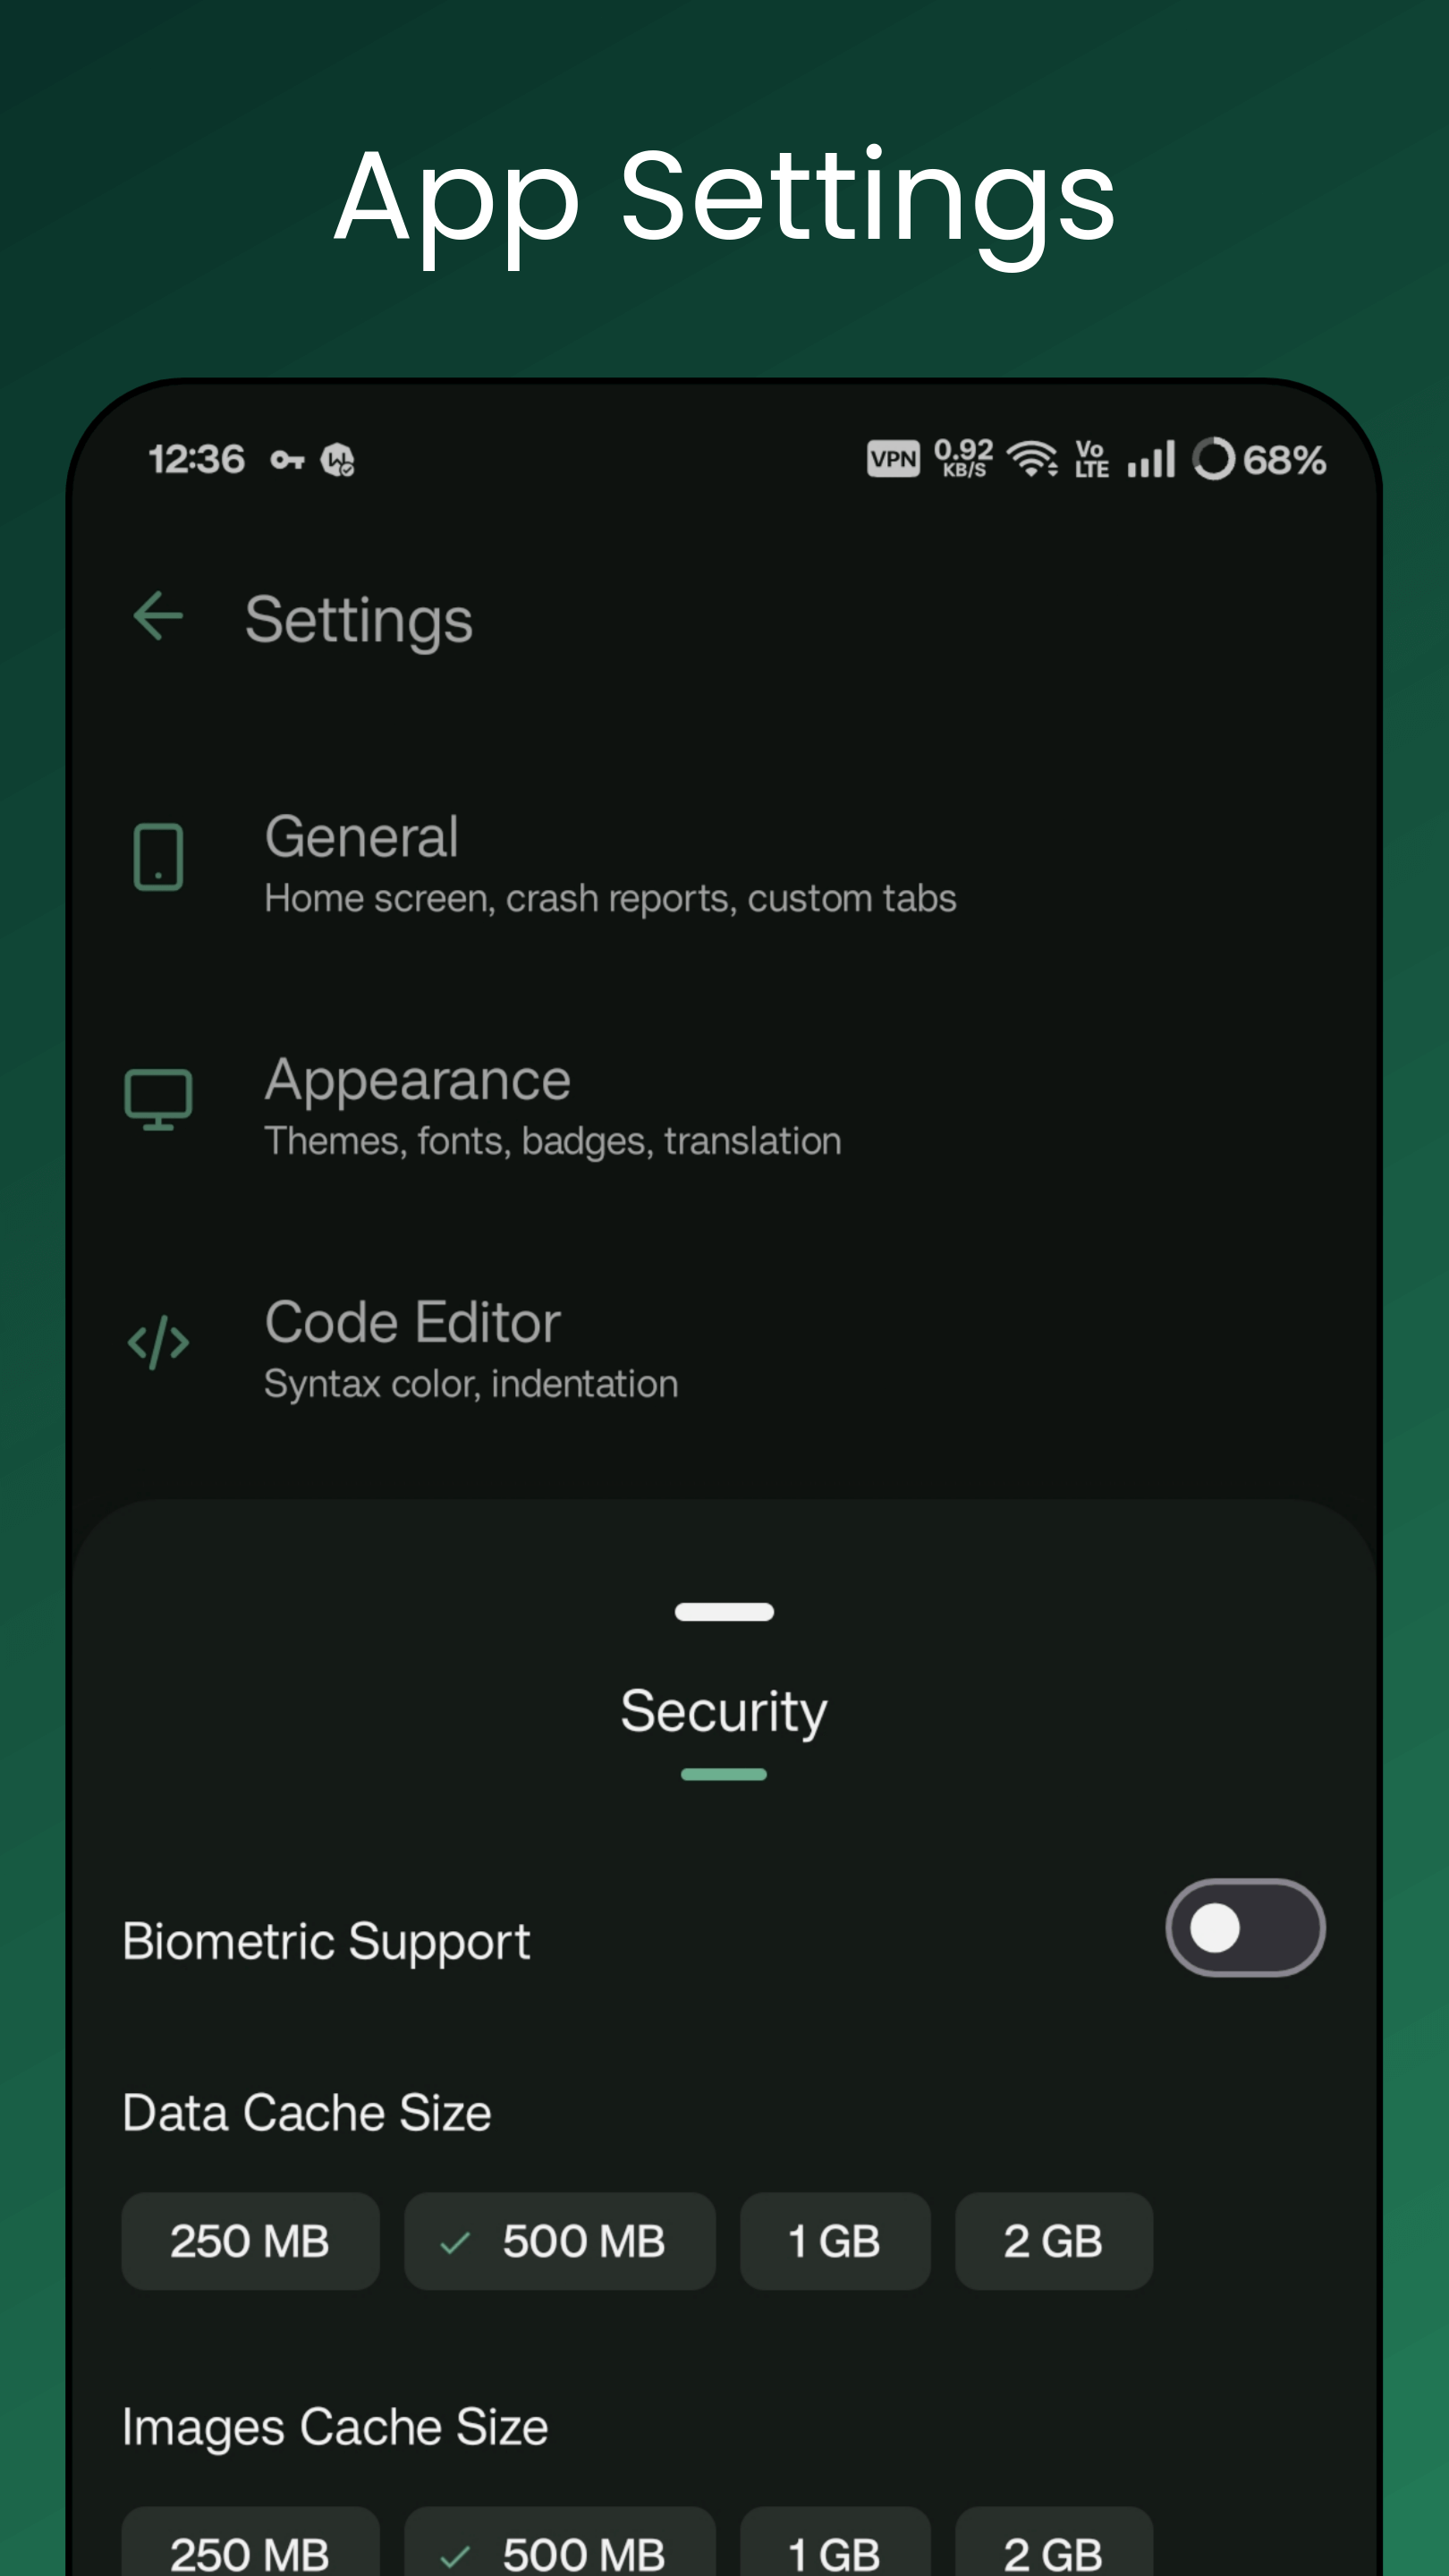 App Settings
12:36 VPN 0.92 KB/S Vo LTE 68%
Settings
General
Home screen, crash reports, custom tabs
Appearance
Themes, fonts, badges, translation
Code Editor
Syntax color, indentation
Security
Biometric Support
Data Cache Size
250 MB 500 MB 1 GB 2 GB
Images Cache Size
250 MB 500 MB 1 GB 2 GB